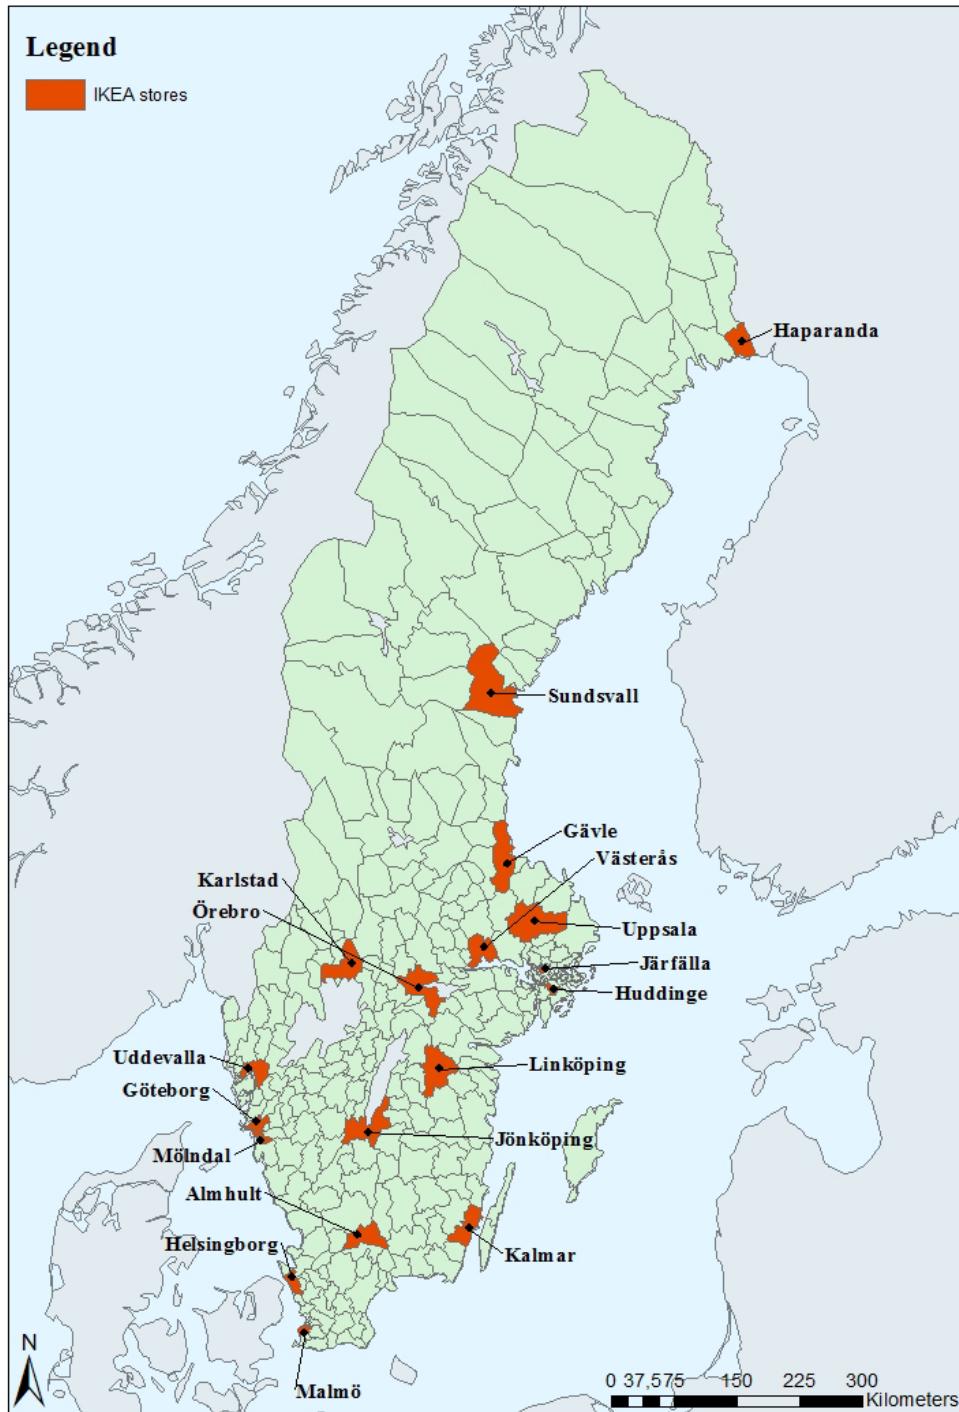 Legend
IKEA stores
Haparanda
Sundsvall
Gävle
Västerås
Karlstad
Örebro
Uppsala
Järfälla
Huddinge
Uddevalla
Linköping
Göteborg
Jönköping
Mölndal
Almhult
Helsingborg
Kalmar
N
Malmö
0 37,575 150 225 300
Kilometers